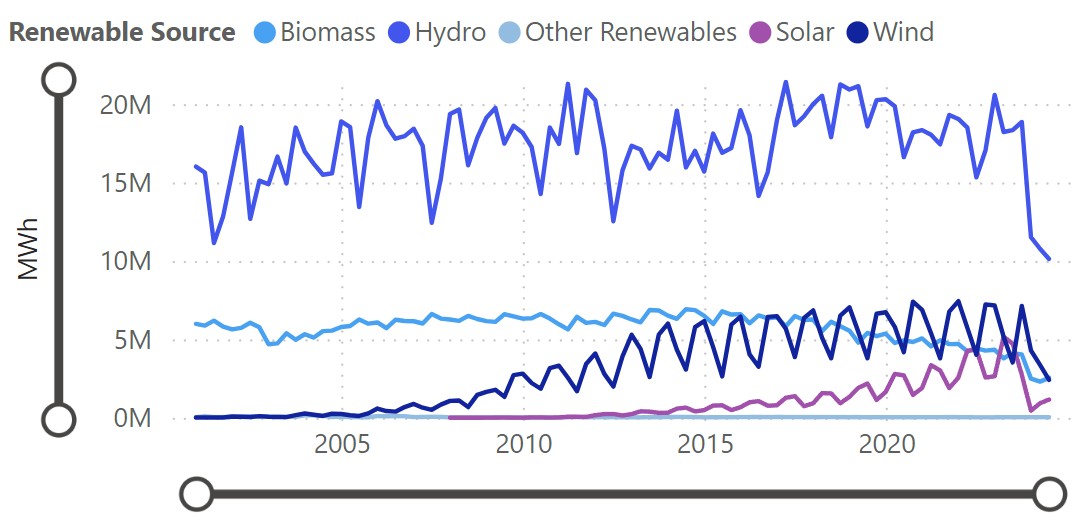 Renewable Source Biomass Hydro Other Renewables Solar Wind
20M
15M
10M
5M
0M
MWh
2005 2010 2015 2020